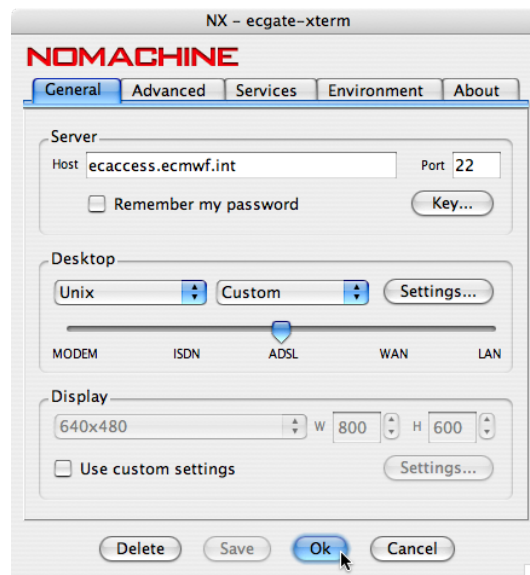 NX – ecgate-xterm
NOMACHINE
General Advanced Services Environment About
Server
Host ecaccess.ecmwf.int Port 22
Remember my password Key...
Desktop
Unix Custom Settings...
MODEM ISDN ADSL WAN LAN
Display
640x480 W 800 H 600
Use custom settings Settings...
Delete Save Ok Cancel